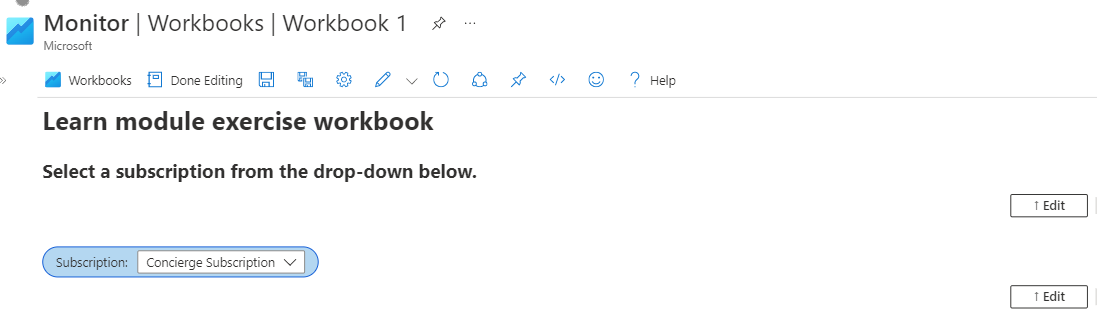 Monitor | Workbooks | Workbook 1
Microsoft
Workbooks Done Editing Help
Learn module exercise workbook
Select a subscription from the drop-down below.
↑ Edit
Subscription: Concierge Subscription
↑ Edit